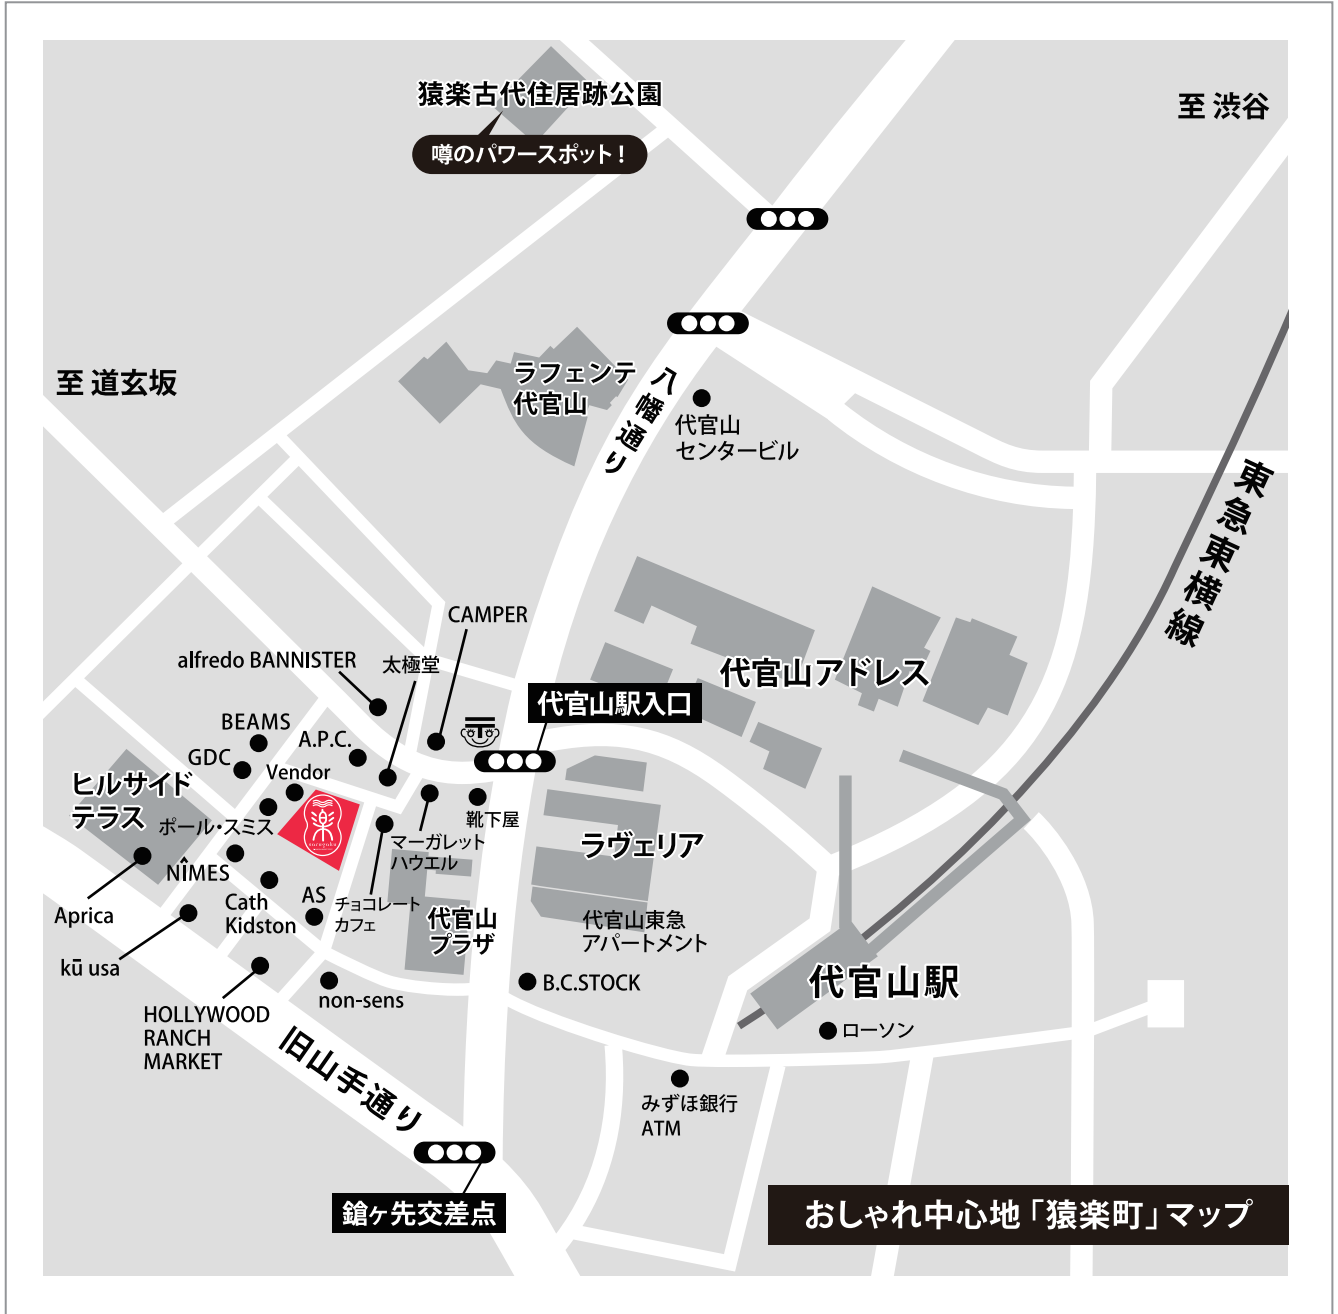 猿楽古代住居跡公園
噂のパワースポット！
至 渋谷
至 道玄坂
ラフェンテ
代官山
八幡通り
代官山
センタービル
東急東横線
CAMPER
alfredo BANNISTER
太極堂
代官山アドレス
代官山駅入口
BEAMS
A.P.C.
GDC
Vendor
ヒルサイド
テラス
ポール・スミス
靴下屋
マーガレット
ハウエル
ラヴェリア
NÎMES
Cath
Kidston
AS
チョコレート
カフェ
代官山
プラザ
代官山東急
アパートメント
Aprica
kū usa
B.C.STOCK
non-sens
代官山駅
HOLLYWOOD
RANCH
MARKET
ローソン
旧山手通り
みずほ銀行
ATM
鎗ヶ先交差点
おしゃれ中心地「猿楽町」マップ